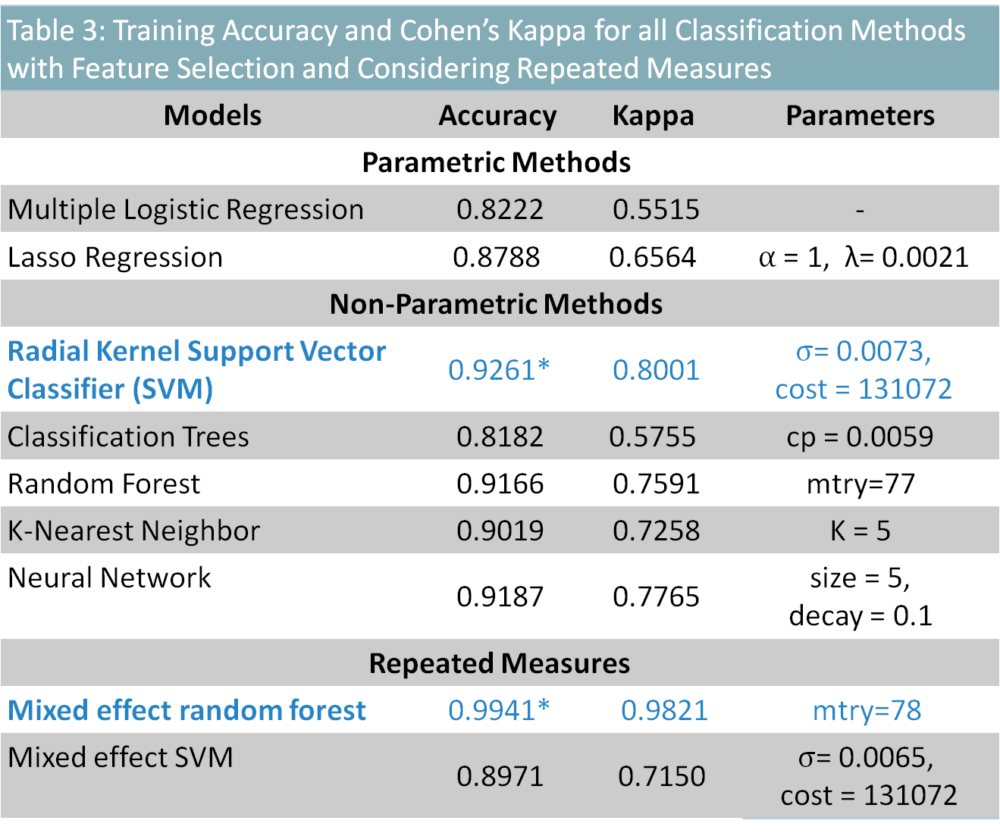 Table 3: Training Accuracy and Cohen’s Kappa for all Classification Methods
with Feature Selection and Considering Repeated Measures
Models Accuracy Kappa Parameters
Parametric Methods
Multiple Logistic Regression 0.8222 0.5515 -
Lasso Regression 0.8788 0.6564 α = 1, λ= 0.0021
Non-Parametric Methods
Radial Kernel Support Vector
Classifier (SVM) 0.9261* 0.8001 σ= 0.0073,
cost = 131072
Classification Trees 0.8182 0.5755 cp = 0.0059
Random Forest 0.9166 0.7591 mtry=77
K-Nearest Neighbor 0.9019 0.7258 K = 5
Neural Network 0.9187 0.7765 size = 5,
decay = 0.1
Repeated Measures
Mixed effect random forest 0.9941* 0.9821 mtry=78
Mixed effect SVM 0.8971 0.7150 σ= 0.0065,
cost = 131072